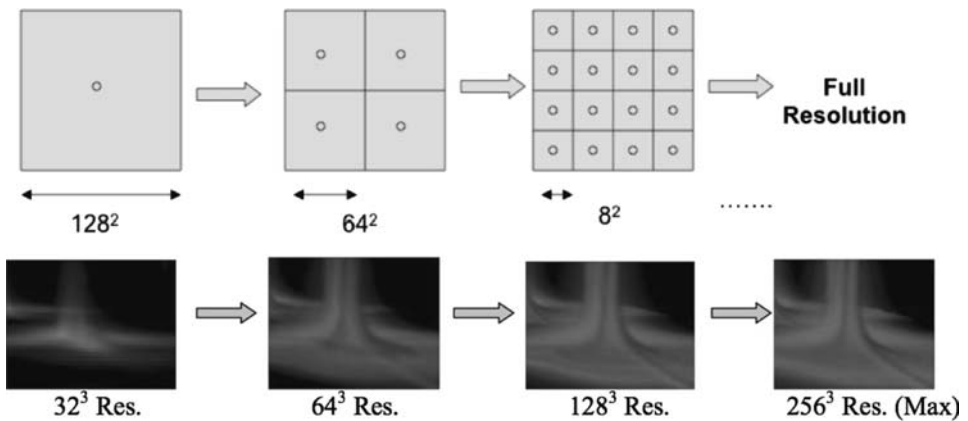 Full
Resolution
128²
64²
8²
.......
32³ Res.
64³ Res.
128³ Res.
256³ Res. (Max)